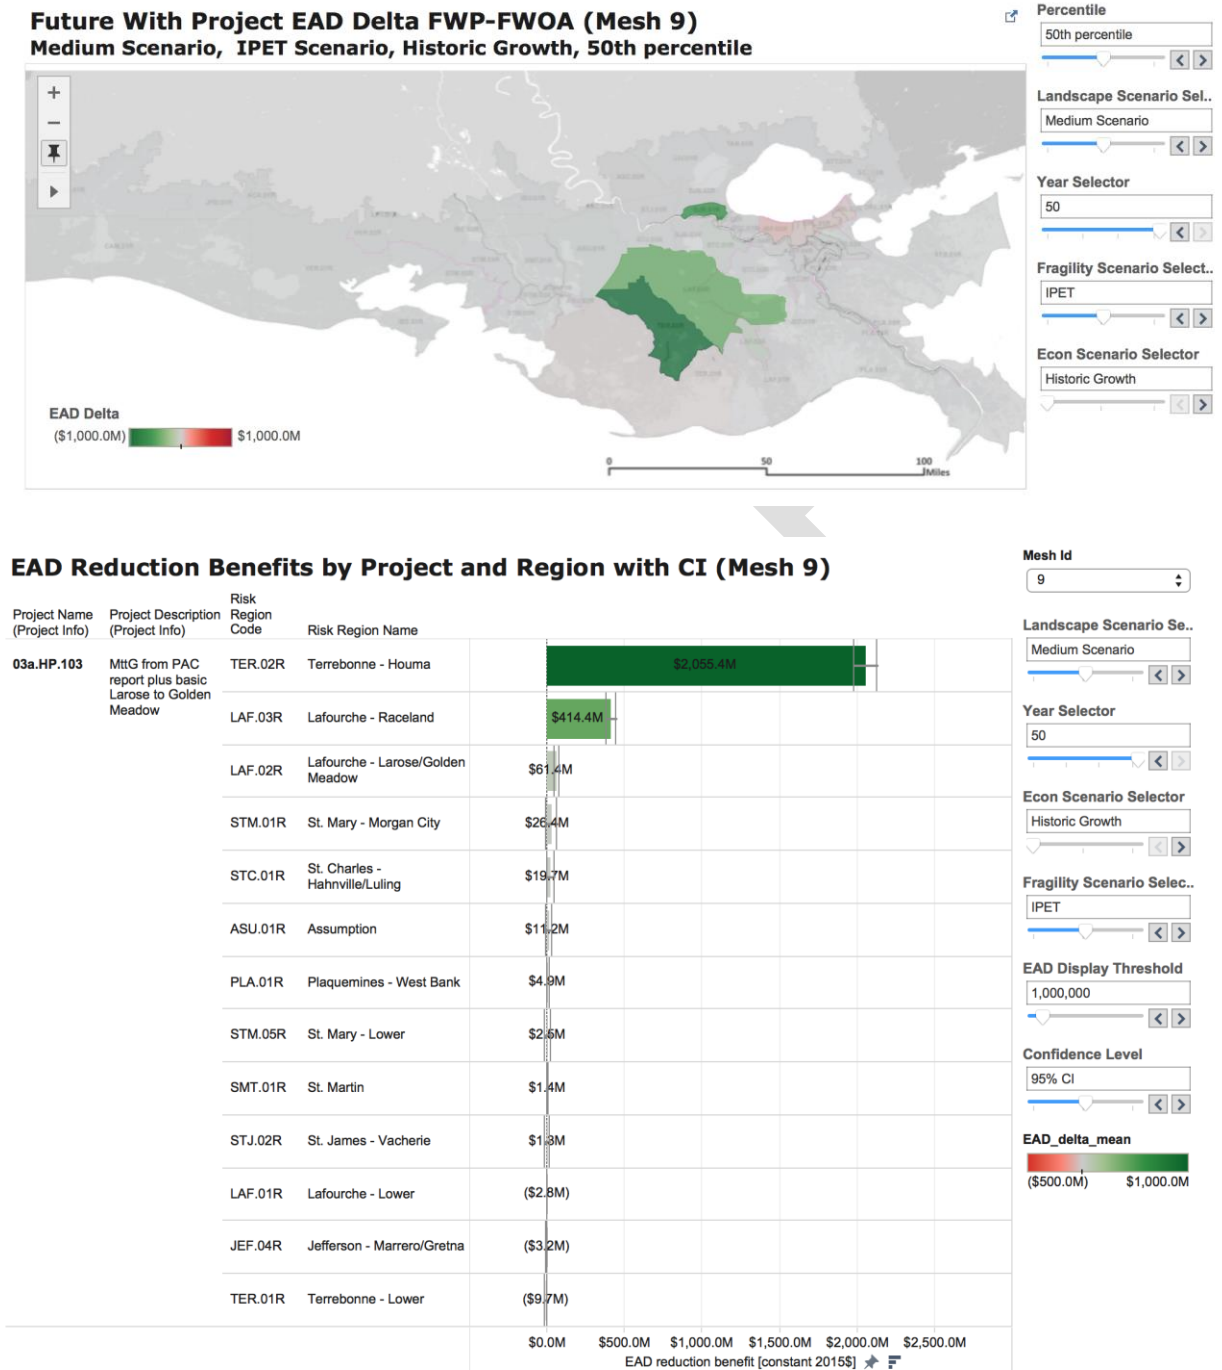 Future With Project EAD Delta FWP-FWOA (Mesh 9)
Medium Scenario, IPET Scenario, Historic Growth, 50th percentile
Percentile
50th percentile
Landscape Scenario Sel..
Medium Scenario
Year Selector
50
Fragility Scenario Select..
IPET
Econ Scenario Selector
Historic Growth
EAD Delta
($1,000.0M) $1,000.0M
0 50 100
Miles
EAD Reduction Benefits by Project and Region with CI (Mesh 9)
Project Name (Project Info)
Project Description (Project Info)
Risk Region Code
Risk Region Name
03a.HP.103
MttG from PAC
report plus basic
Larose to Golden
Meadow
TER.02R Terrebonne - Houma $2,055.4M
LAF.03R Lafourche - Raceland $414.4M
LAF.02R Lafourche - Larose/Golden Meadow $61.4M
STM.01R St. Mary - Morgan City $26.4M
STC.01R St. Charles - Hahnville/Luling $19.7M
ASU.01R Assumption $11.2M
PLA.01R Plaquemines - West Bank $4.9M
STM.05R St. Mary - Lower
SMT.01R St. Martin $1.4M
STJ.02R St. James - Vacherie
LAF.01R Lafourche - Lower ($2.8M)
JEF.04R Jefferson - Marrero/Gretna ($3.2M)
TER.01R Terrebonne - Lower ($9.7M)
$0.0M $500.0M $1,000.0M $1,500.0M $2,000.0M $2,500.0M
EAD reduction benefit [constant 2015$]
Mesh Id
9
Landscape Scenario Se..
Medium Scenario
Year Selector
50
Econ Scenario Selector
Historic Growth
Fragility Scenario Selec..
IPET
EAD Display Threshold
1,000,000
Confidence Level
95% CI
EAD_delta_mean
($500.0M) $1,000.0M